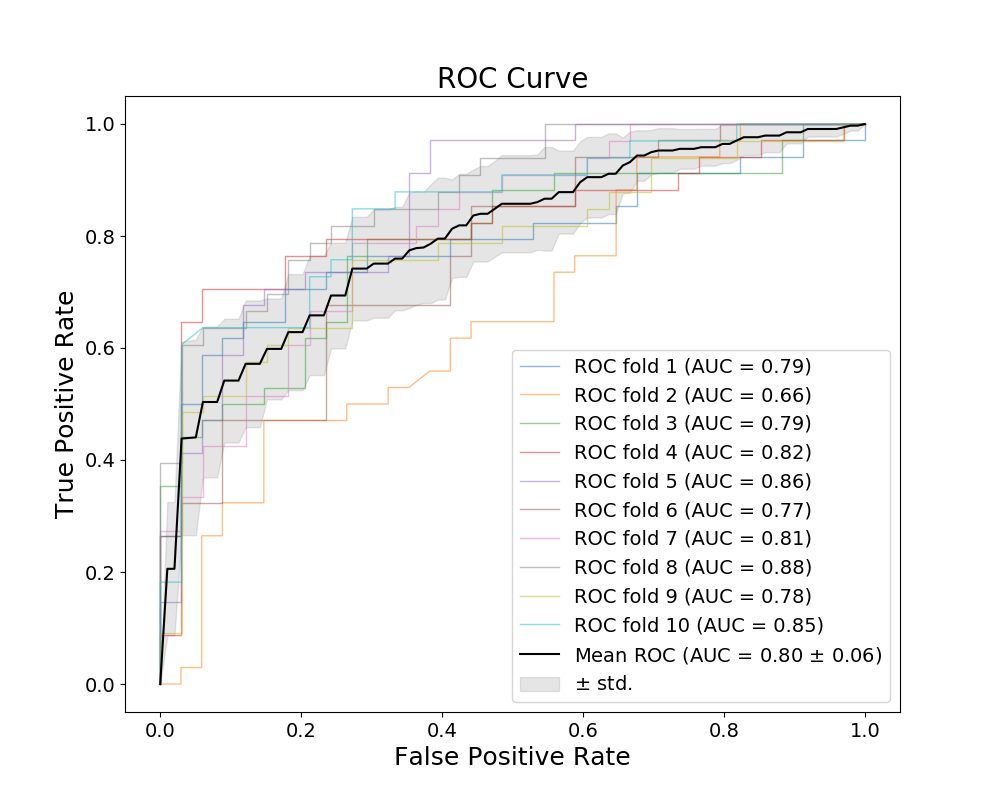 ROC Curve
True Positive Rate
1.0
0.8
0.6
0.4
0.2
0.0
ROC fold 1 (AUC = 0.79)
ROC fold 2 (AUC = 0.66)
ROC fold 3 (AUC = 0.79)
ROC fold 4 (AUC = 0.82)
ROC fold 5 (AUC = 0.86)
ROC fold 6 (AUC = 0.77)
ROC fold 7 (AUC = 0.81)
ROC fold 8 (AUC = 0.88)
ROC fold 9 (AUC = 0.78)
ROC fold 10 (AUC = 0.85)
Mean ROC (AUC = 0.80 ± 0.06)
± std.
0.0 0.2 0.4 0.6 0.8 1.0
False Positive Rate